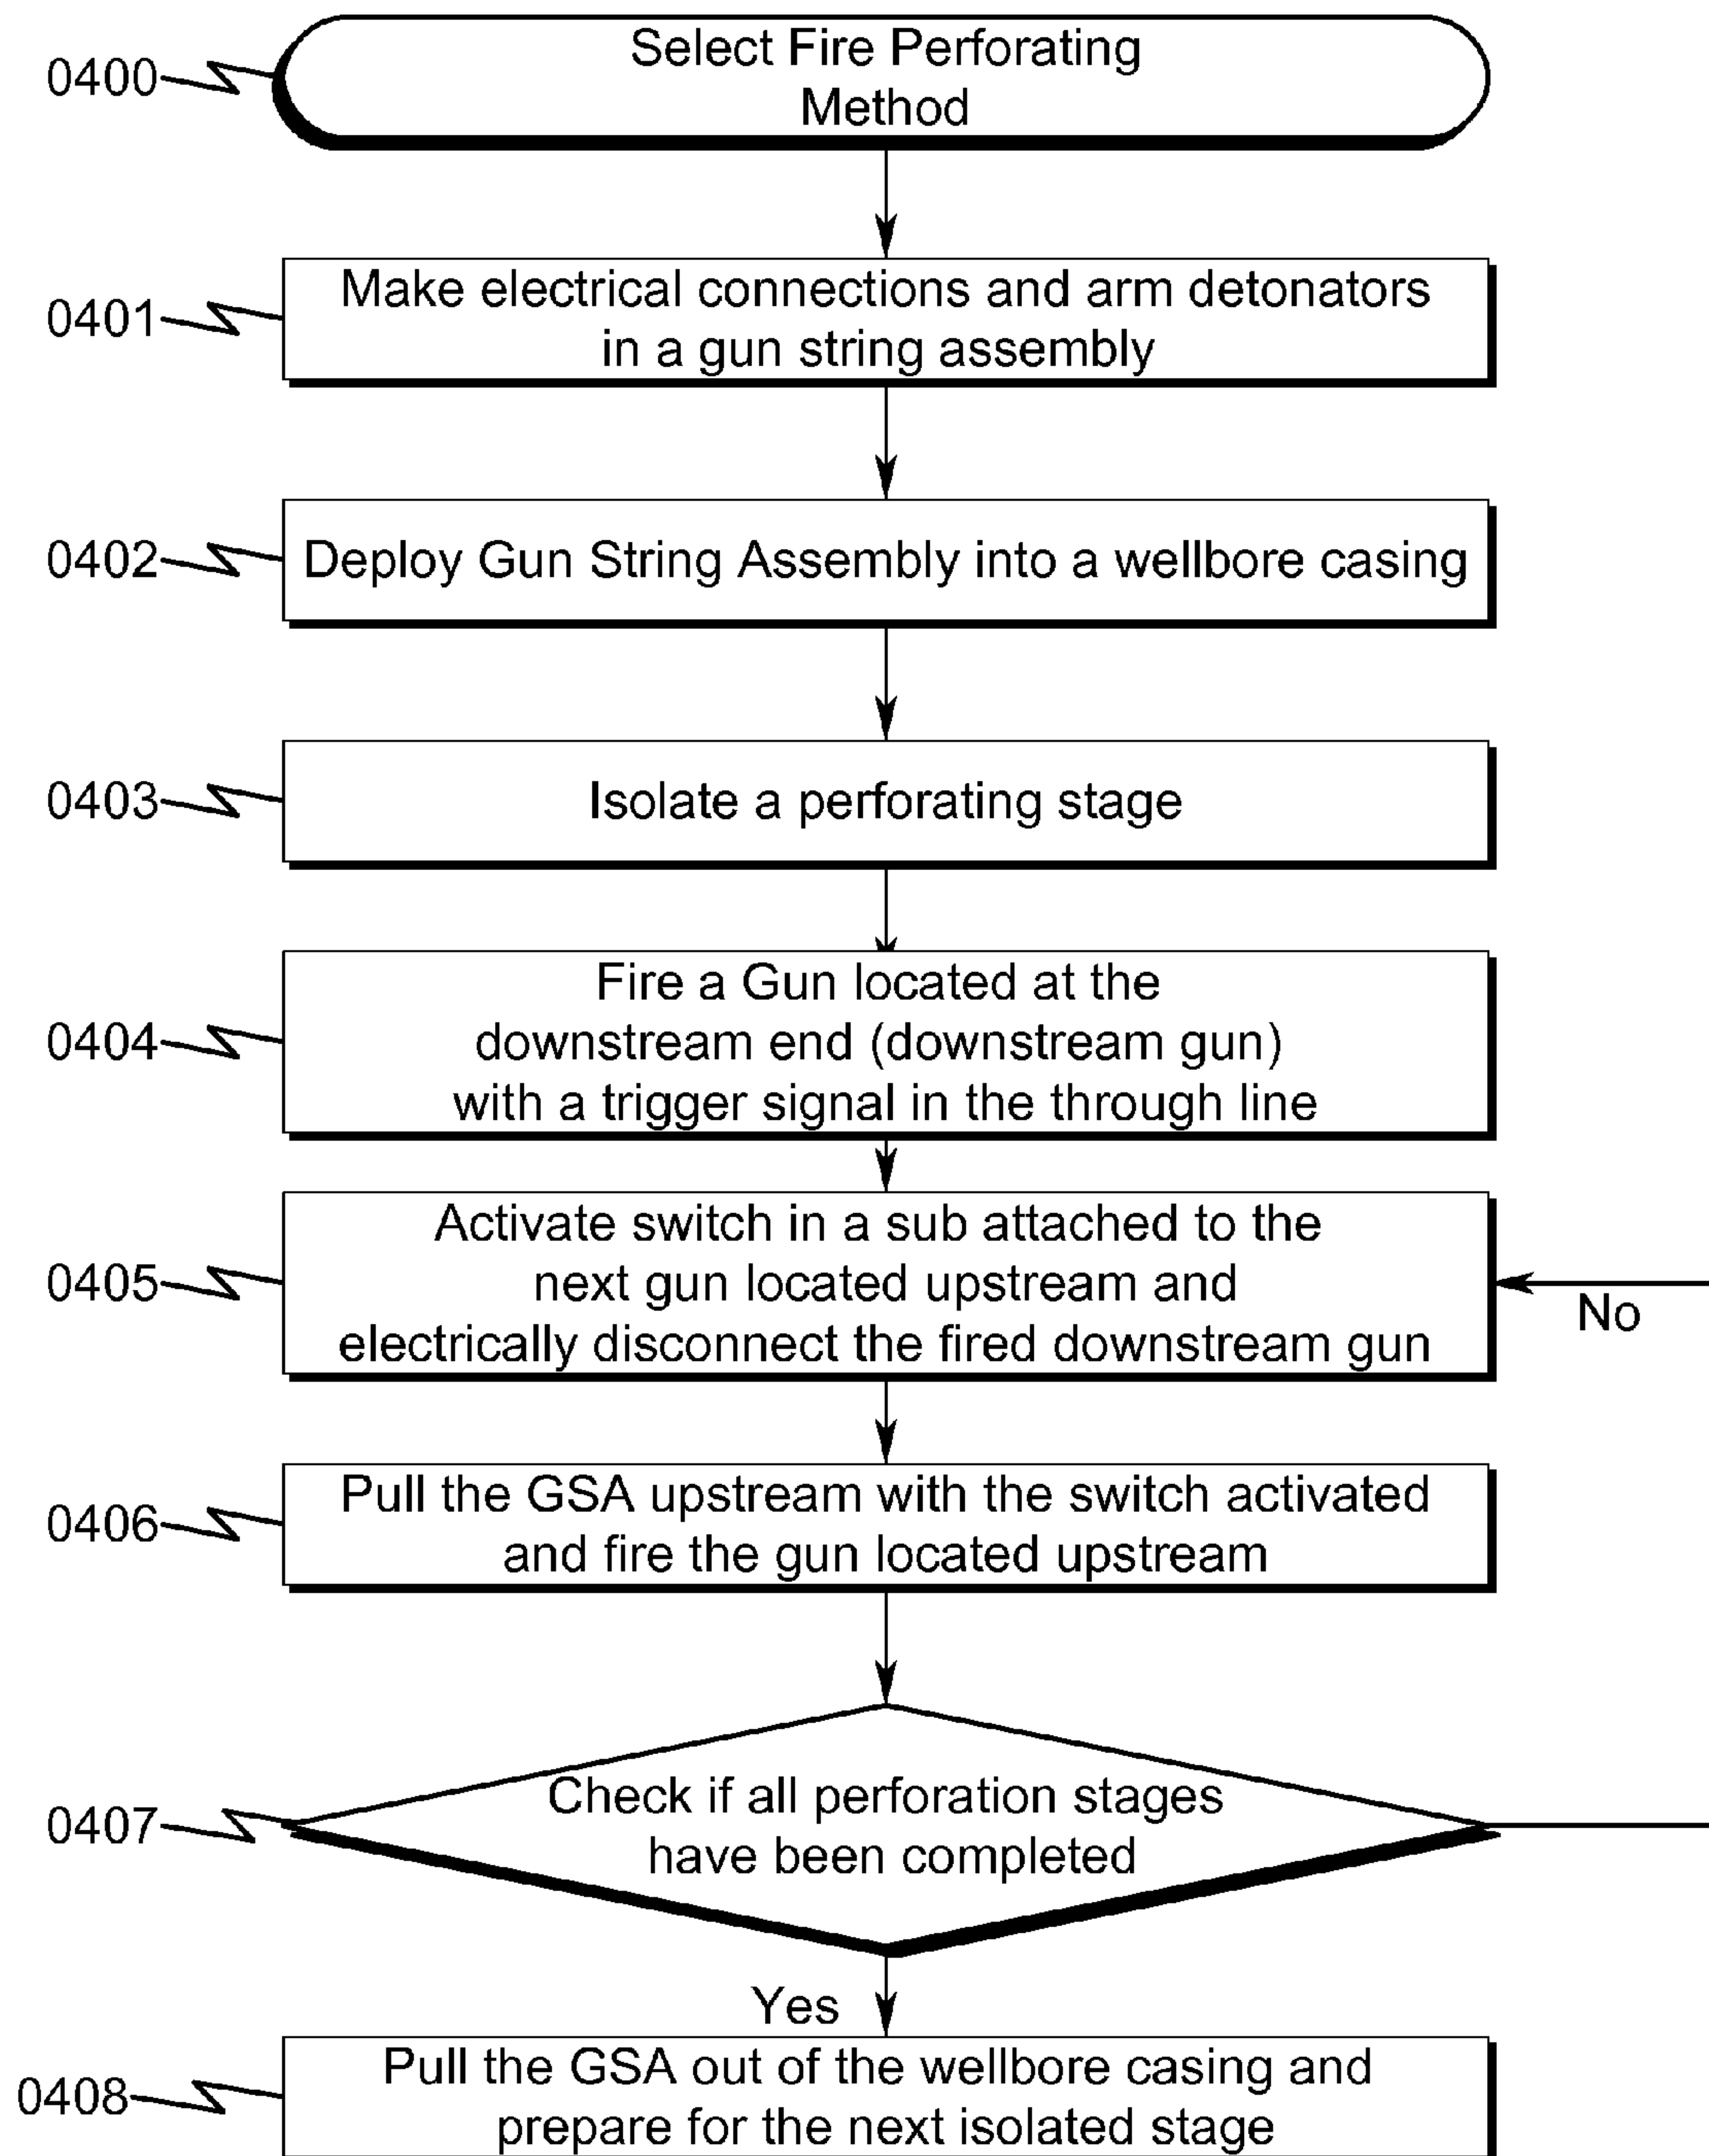 0400
Select Fire Perforating
Method
0401
Make electrical connections and arm detonators
in a gun string assembly
0402
Deploy Gun String Assembly into a wellbore casing
0403
Isolate a perforating stage
0404
Fire a Gun located at the
downstream end (downstream gun)
with a trigger signal in the through line
0405
Activate switch in a sub attached to the
next gun located upstream and
electrically disconnect the fired downstream gun
No
0406
Pull the GSA upstream with the switch activated
and fire the gun located upstream
0407
Check if all perforation stages
have been completed
Yes
0408
Pull the GSA out of the wellbore casing and
prepare for the next isolated stage